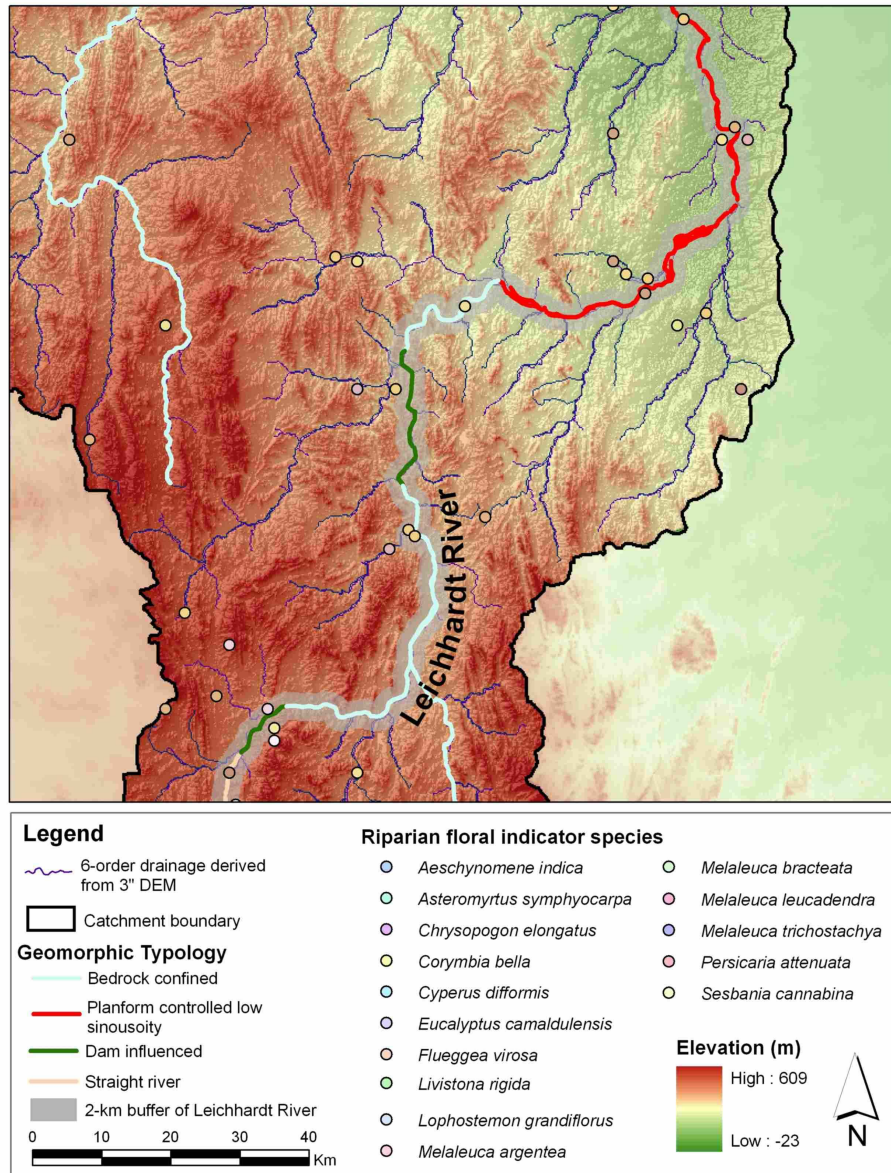 Leichhardt River
Legend
6-order drainage derived
from 3" DEM
Catchment boundary
Geomorphic Typology
Bedrock confined
Planform controlled low
sinousoity
Dam influenced
Straight river
2-km buffer of Leichhardt River
0 10 20 30 40
Km
Riparian floral indicator species
Aeschynomene indica
Asteromyrtus symphyocarpa
Chrysopogon elongatus
Corymbia bella
Cyperus difformis
Eucalyptus camaldulensis
Flueggea virosa
Livistona rigida
Lophostemon grandiflorus
Melaleuca argentea
Melaleuca bracteata
Melaleuca leucadendra
Melaleuca trichostachya
Persicaria attenuata
Sesbania cannabina
Elevation (m)
High : 609
Low : -23
N